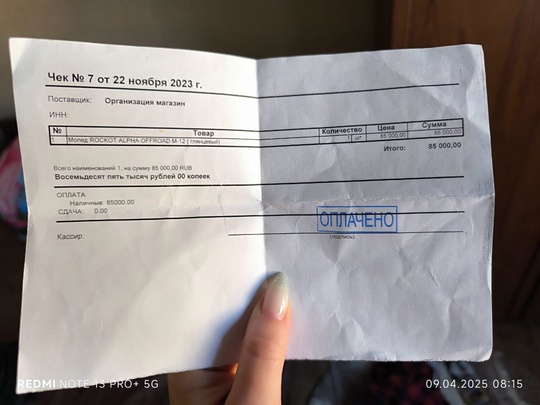 Чек № 7 от 22 ноября 2023 г.
Поставщик: Организация магазин
ИНН:
№ Товар Количество Цена Сумма
1 Мопед ROCKOT ALPHA OFFROAD M-12 ( глянцевый) 1 шт 85 000,00 85 000,00
Итого: 85 000,00
Всего наименований 1, на сумму 85 000,00 RUB
Восемьдесят пять тысяч рублей 00 копеек
ОПЛАТА
Наличные: 85000.00
СДАЧА: 0.00
ОПЛАЧЕНО
Кассир:
(подпись)
REDMI NOTE 13 PRO+ 5G
09.04.2025 08:15